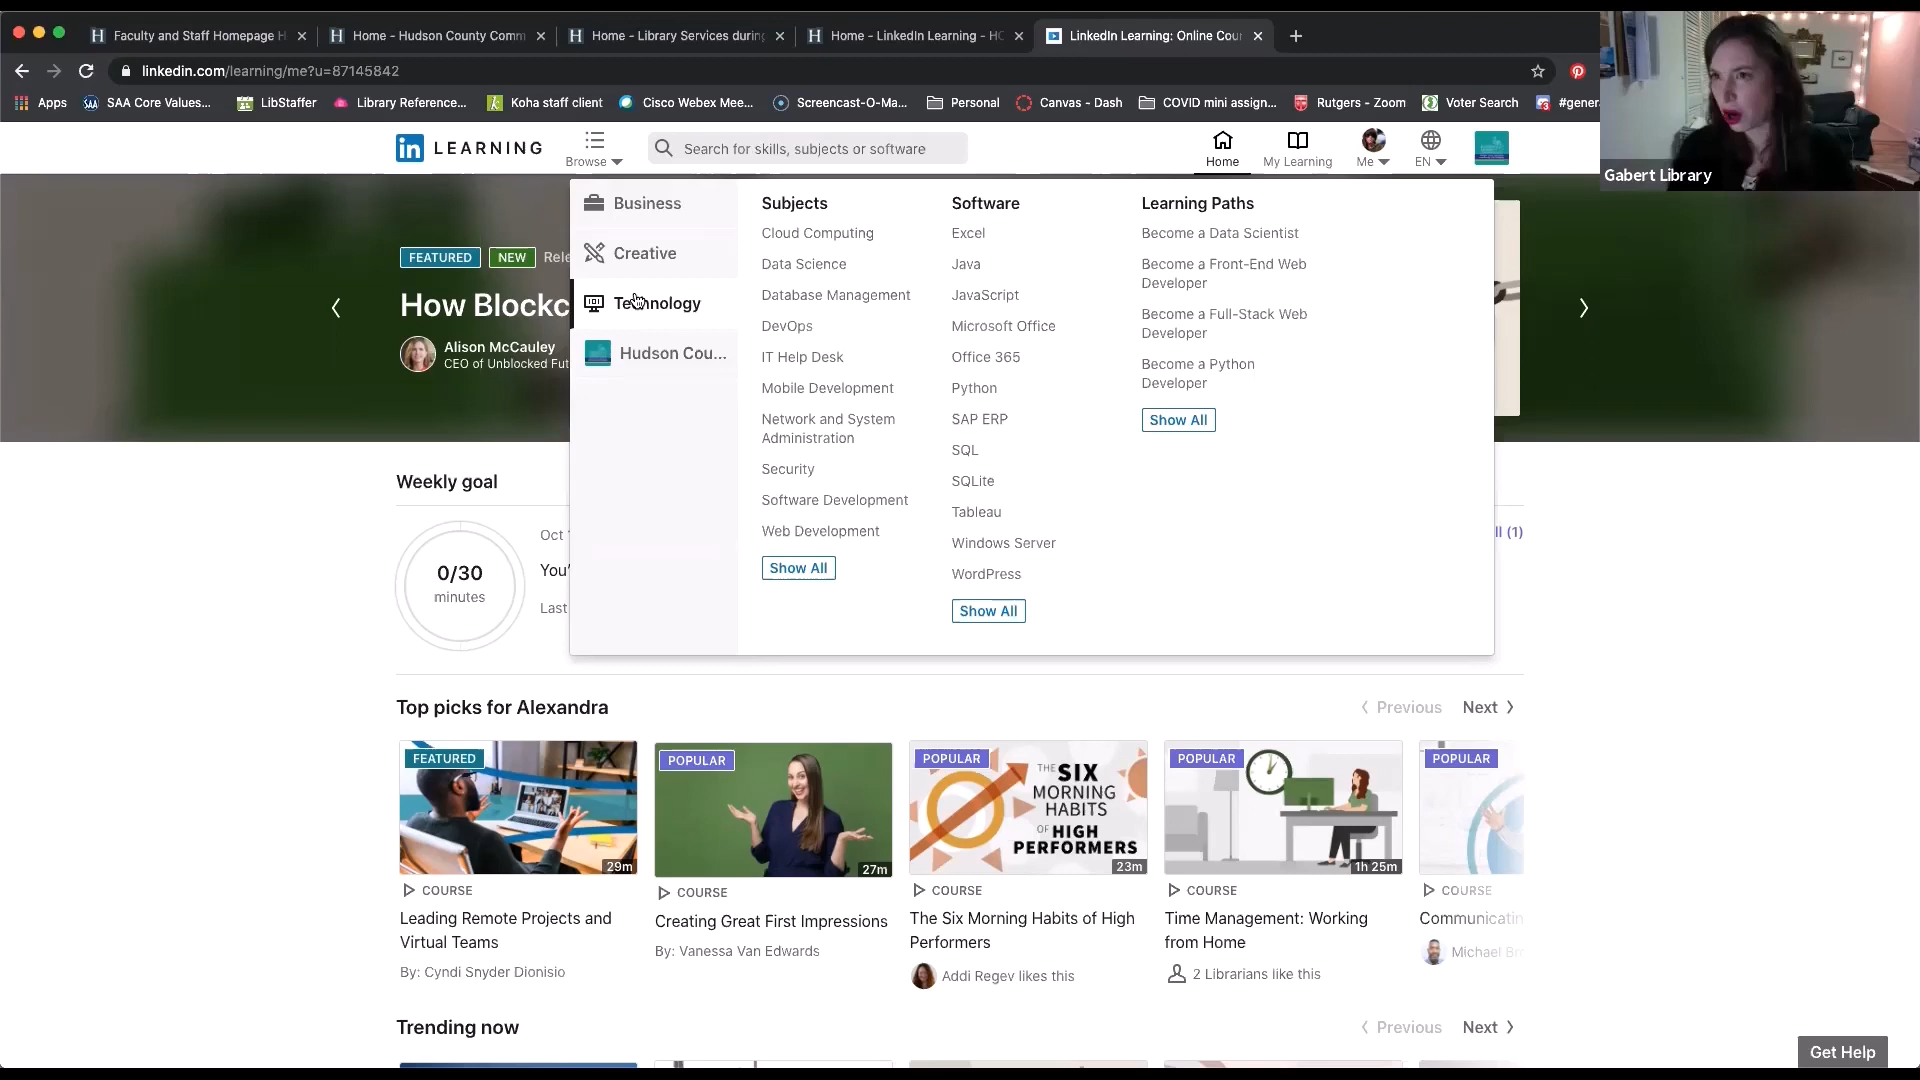 Faculty and Staff Homepage H
Home - Hudson County Comm
Home - Library Services during
Home - LinkedIn Learning - HC
LinkedIn Learning: Online Cou
linkedin.com/learning/me?u=87145842
Apps
SAA Core Values...
LibStaffer
Library Reference...
Koha staff client
Cisco Webex Mee...
Screencast-O-Ma...
Personal
Canvas - Dash
COVID mini assign...
Rutgers - Zoom
Voter Search
#gener
Gabert Library
in LEARNING
Browse
Search for skills, subjects or software
Home
My Learning
Me
EN
Business
Creative
Technology
Hudson Cou...
Subjects
Cloud Computing
Data Science
Database Management
DevOps
IT Help Desk
Mobile Development
Network and System
Administration
Security
Software Development
Web Development
Show All
Software
Excel
Java
JavaScript
Microsoft Office
Office 365
Python
SAP ERP
SQL
SQLite
Tableau
Windows Server
WordPress
Show All
Learning Paths
Become a Data Scientist
Become a Front-End Web
Developer
Become a Full-Stack Web
Developer
Become a Python
Developer
Show All
FEATURED
NEW
Rele
How Blockc
Alison McCauley
CEO of Unblocked Fut
Weekly goal
0/30
minutes
Oct
You'
Last
ll (1)
Top picks for Alexandra
Previous
Next
FEATURED
29m
COURSE
Leading Remote Projects and
Virtual Teams
By: Cyndi Snyder Dionisio
POPULAR
27m
COURSE
Creating Great First Impressions
By: Vanessa Van Edwards
POPULAR
THE SIX
MORNING
HABITS
OF HIGH
PERFORMERS
23m
COURSE
The Six Morning Habits of High
Performers
Addi Regev likes this
POPULAR
1h 25m
COURSE
Time Management: Working
from Home
2 Librarians like this
POPULAR
COURSE
Communicatin
Michael Br
Trending now
Previous
Next
Get Help